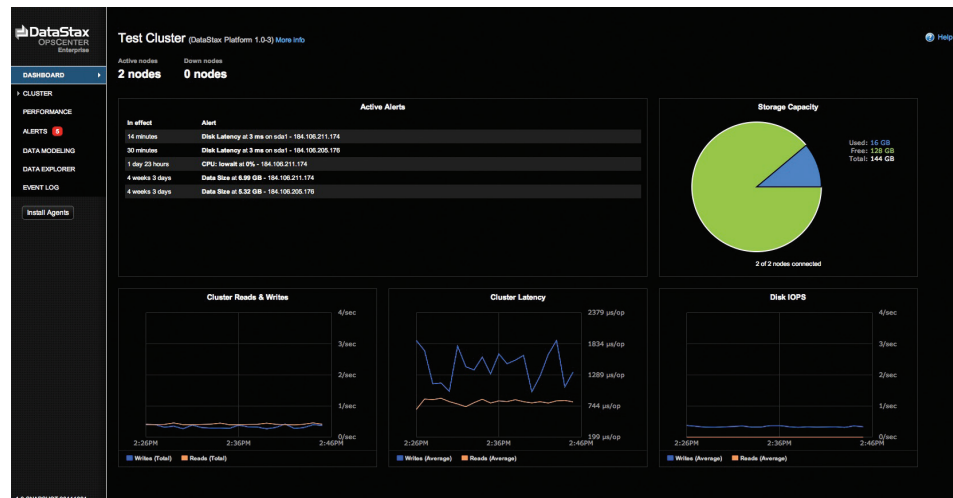 DataStax
OPSCENTER
Enterprise
DASHBOARD
CLUSTER
PERFORMANCE
ALERTS 5
DATA MODELING
DATA EXPLORER
EVENT LOG
Install Agents
Test Cluster (DataStax Platform 1.0-3) More info
Help
Active nodes Down nodes
2 nodes 0 nodes
Active Alerts
In effect Alert
14 minutes Disk Latency at 3 ms on sda1 - 184.106.211.174
30 minutes Disk Latency at 3 ms on sda1 - 184.106.205.176
1 day 23 hours CPU: Iowait at 0% - 184.106.211.174
4 weeks 3 days Data Size at 6.99 GB - 184.106.211.174
4 weeks 3 days Data Size at 5.32 GB - 184.106.205.176
Storage Capacity
Used: 16 GB
Free: 128 GB
Total: 144 GB
2 of 2 nodes connected
Cluster Reads & Writes
4/sec
3/sec
2/sec
1/sec
0/sec
2:26PM 2:36PM 2:46PM
Writes (Total) Reads (Total)
Cluster Latency
2379 µs/op
1834 µs/op
1289 µs/op
744 µs/op
199 µs/op
2:26PM 2:36PM 2:46PM
Writes (Average) Reads (Average)
Disk IOPS
4/sec
3/sec
2/sec
1/sec
0/sec
2:26PM 2:36PM 2:46PM
Writes (Average) Reads (Average)